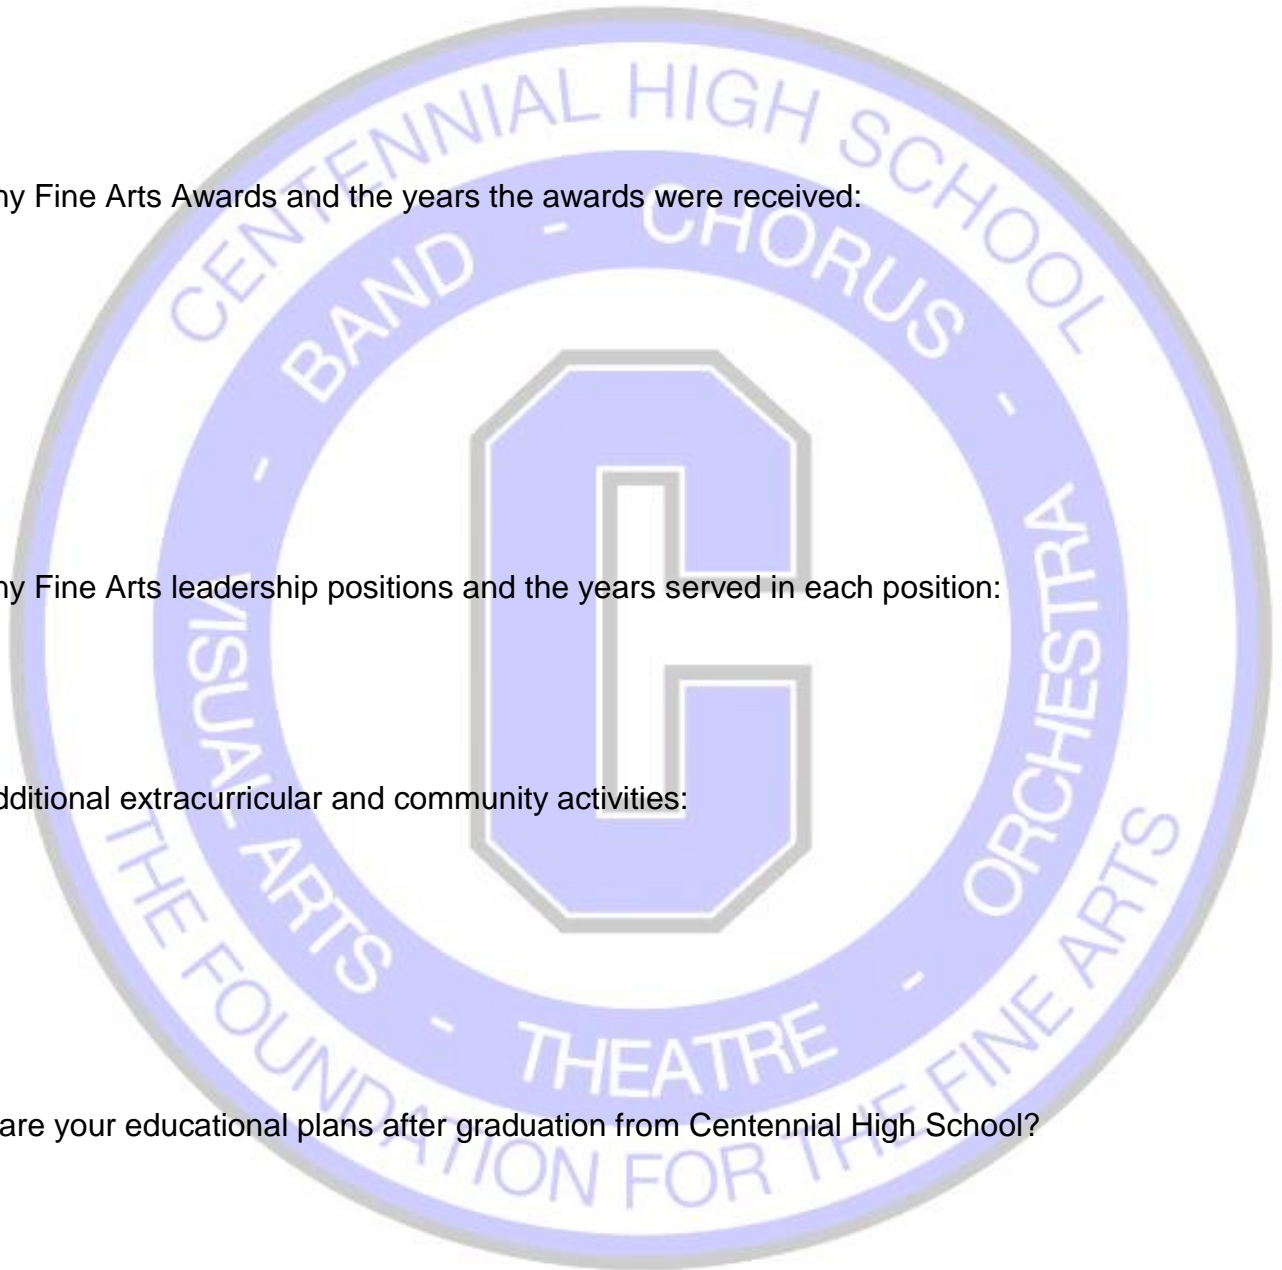 ny Fine Arts Awards and the years the awards were received:
ny Fine Arts leadership positions and the years served in each position:
dditional extracurricular and community activities:
are your educational plans after graduation from Centennial High School?
CENTENNIAL HIGH SCHOOL
- BAND - CHORUS -
ORCHESTRA
VISUAL ARTS - THEATRE -
THE FOUNDATION FOR THE FINE ARTS
C